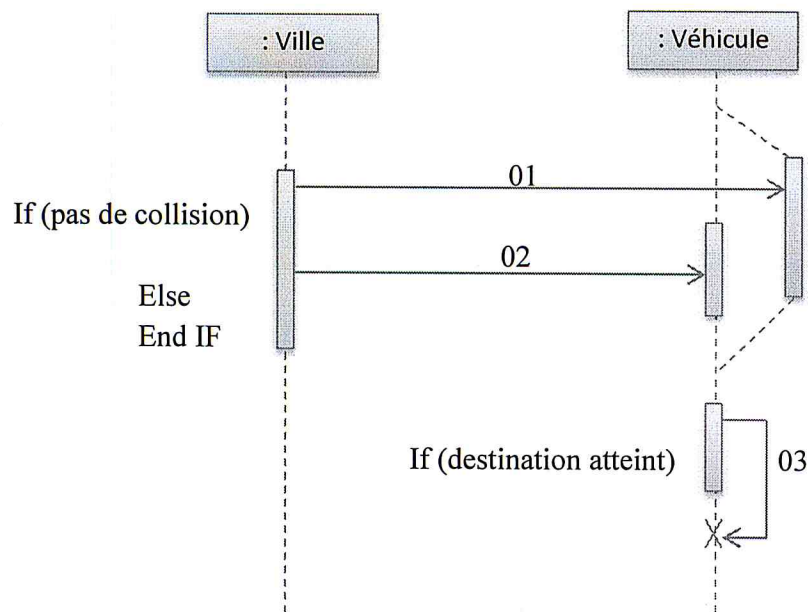 : Ville
: Véhicule
01
If (pas de collision)
02
Else
End IF
If (destination atteint)
03